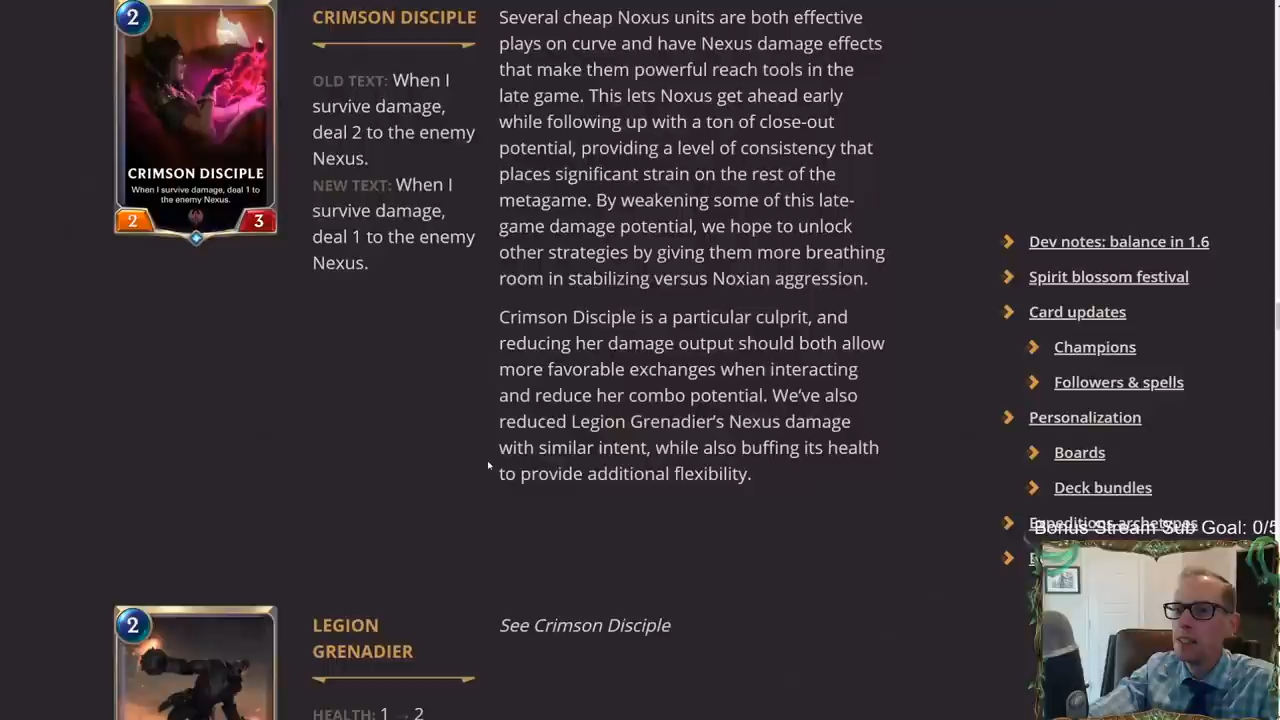 2
CRIMSON DISCIPLE
When I survive damage, deal 1 to
the enemy Nexus.
2
3
CRIMSON DISCIPLE
OLD TEXT: When I
survive damage,
deal 2 to the enemy
Nexus.
NEW TEXT: When I
survive damage,
deal 1 to the enemy
Nexus.
Several cheap Noxus units are both effective
plays on curve and have Nexus damage effects
that make them powerful reach tools in the
late game. This lets Noxus get ahead early
while following up with a ton of close-out
potential, providing a level of consistency that
places significant strain on the rest of the
metagame. By weakening some of this late-
game damage potential, we hope to unlock
other strategies by giving them more breathing
room in stabilizing versus Noxian aggression.
Crimson Disciple is a particular culprit, and
reducing her damage output should both allow
more favorable exchanges when interacting
and reduce her combo potential. We've also
reduced Legion Grenadier's Nexus damage
with similar intent, while also buffing its health
to provide additional flexibility.
2
LEGION
GRENADIER
HEALTH: 1 → 2
See Crimson Disciple
Dev notes: balance in 1.6
Spirit blossom festival
Card updates
Champions
Followers & spells
Personalization
Boards
Deck bundles
Expeditions archetypes
Bonus Stream Sub Goal: 0/5